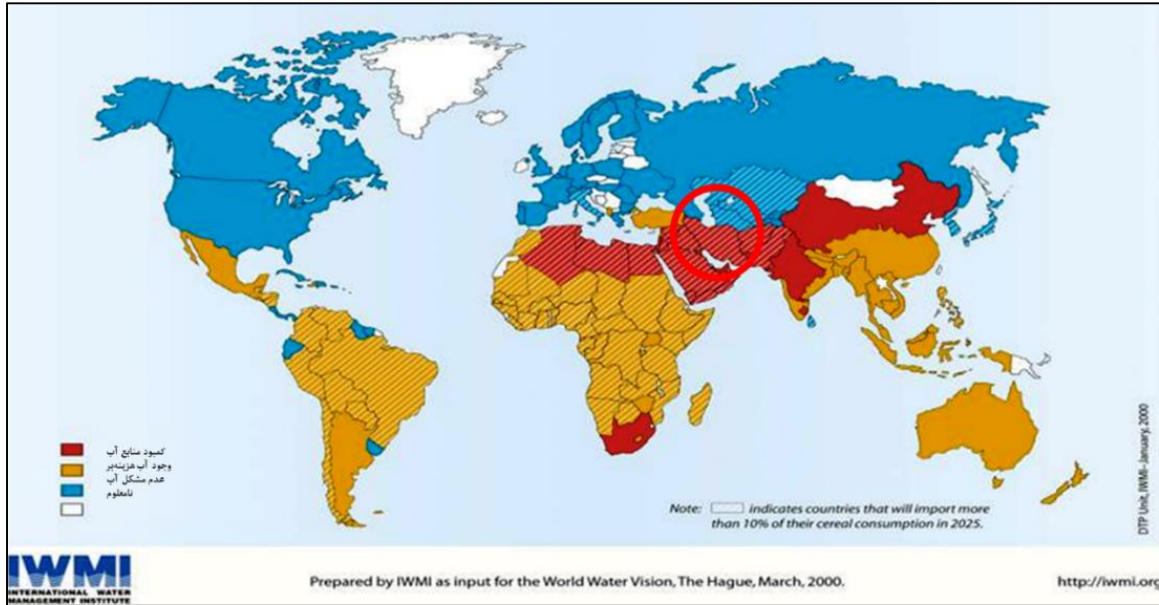 کمبود منابع آب
وجود آب هزینه‌بر
عدم مشکل آب
نامعلوم
Note: indicates countries that will import more
than 10% of their cereal consumption in 2025.
DTP Unit, IWMI- January, 2000
IWMI
INTERNATIONAL WATER
MANAGEMENT INSTITUTE
Prepared by IWMI as input for the World Water Vision, The Hague, March, 2000.
http://iwmi.org